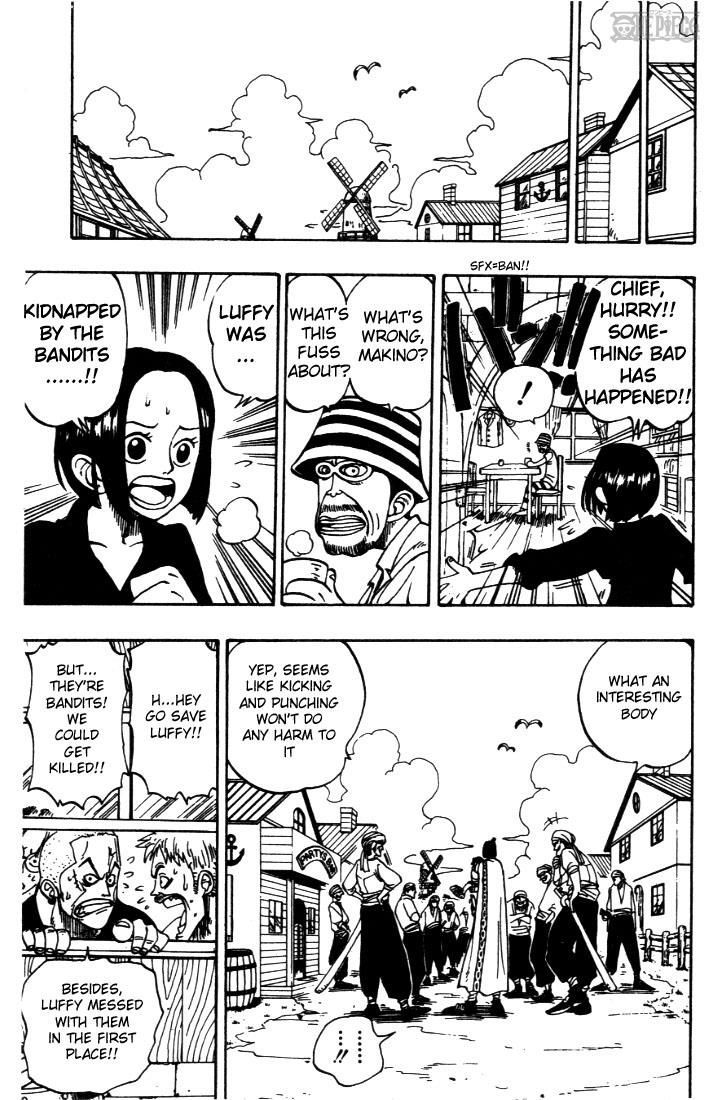 ONE PIECE
SFX=BAN!!
CHIEF,
HURRY!!
SOME-
THING BAD
HAS
HAPPENED!!
!
WHAT'S
WRONG,
MAKINO?
WHAT'S
THIS
FUSS
ABOUT?
LUFFY
WAS
...
KIDNAPPED
BY THE
BANDITS
......!!
WHAT AN
INTERESTING
BODY
YEP, SEEMS
LIKE KICKING
AND PUNCHING
WON'T DO
ANY HARM TO
IT
PARTYS BAR
......!!
H...HEY
GO SAVE
LUFFY!!
BUT...
THEY'RE
BANDITS!
WE
COULD
GET
KILLED!!
BESIDES,
LUFFY MESSED
WITH THEM
IN THE FIRST
PLACE!!